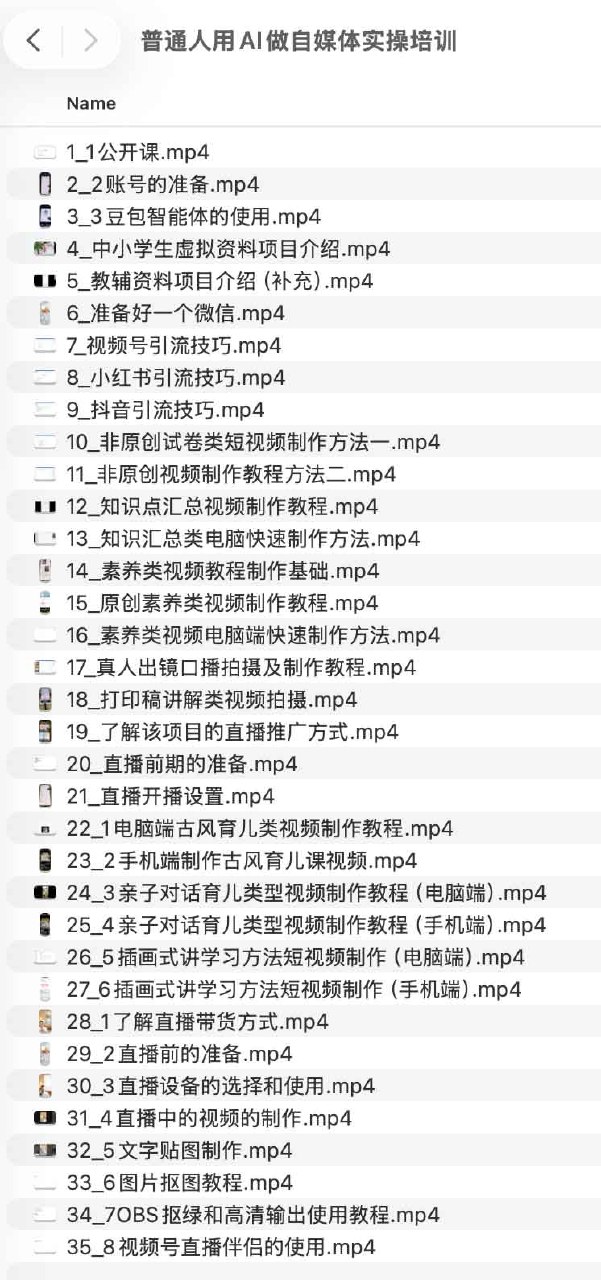 普通人用AI做自媒体实操培训
Name
1_1公开课.mp4
2_2账号的准备.mp4
3_3豆包智能体的使用.mp4
4_中小学生虚拟资料项目介绍.mp4
5_教辅资料项目介绍（补充）.mp4
6_准备好一个微信.mp4
7_视频号引流技巧.mp4
8_小红书引流技巧.mp4
9_抖音引流技巧.mp4
10_非原创试卷类短视频制作方法一.mp4
11_非原创视频制作教程方法二.mp4
12_知识点汇总视频制作教程.mp4
13_知识汇总类电脑快速制作方法.mp4
14_素养类视频教程制作基础.mp4
15_原创素养类视频制作教程.mp4
16_素养类视频电脑端快速制作方法.mp4
17_真人出镜口播拍摄及制作教程.mp4
18_打印稿讲解类视频拍摄.mp4
19_了解该项目的直播推广方式.mp4
20_直播前期的准备.mp4
21_直播开播设置.mp4
22_1电脑端古风育儿类视频制作教程.mp4
23_2手机端制作古风育儿课视频.mp4
24_3亲子对话育儿类型视频制作教程（电脑端）.mp4
25_4亲子对话育儿类型视频制作教程（手机端）.mp4
26_5插画式讲学习方法短视频制作（电脑端）.mp4
27_6插画式讲学习方法短视频制作（手机端）.mp4
28_1了解直播带货方式.mp4
29_2直播前的准备.mp4
30_3直播设备的选择和使用.mp4
31_4直播中的视频的制作.mp4
32_5文字贴图制作.mp4
33_6图片抠图教程.mp4
34_7OBS抠绿和高清输出使用教程.mp4
35_8视频号直播伴侣的使用.mp4